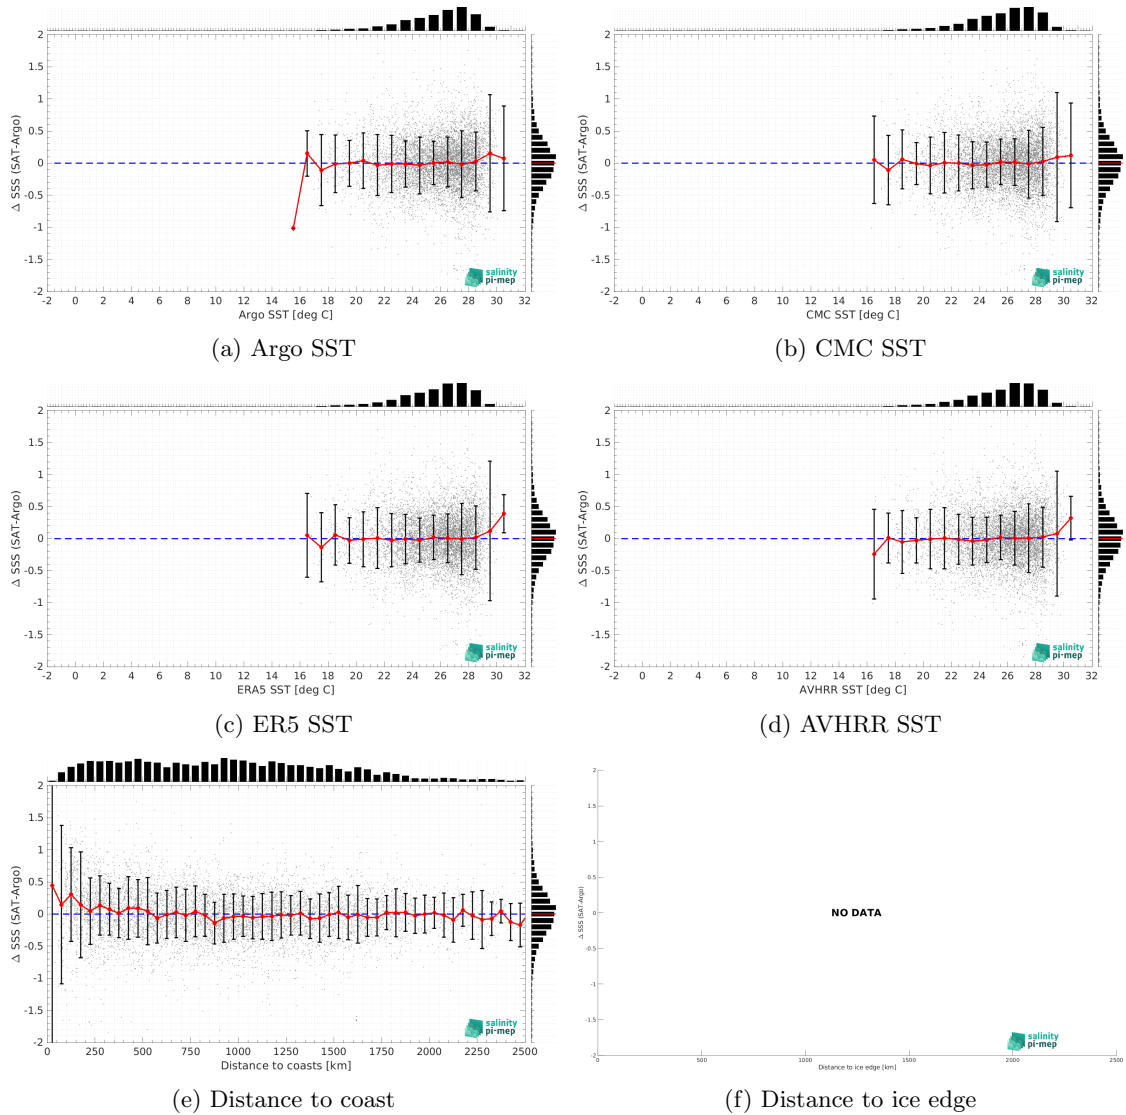 2
1.5
1
0.5
0
-0.5
-1
-1.5
-2
Δ SSS (SAT-Argo)
-2 0 2 4 6 8 10 12 14 16 18 20 22 24 26 28 30 32
Argo SST [deg C]
salinity
pi-mep
(a) Argo SST
2
1.5
1
0.5
0
-0.5
-1
-1.5
-2
Δ SSS (SAT-Argo)
-2 0 2 4 6 8 10 12 14 16 18 20 22 24 26 28 30 32
CMC SST [deg C]
salinity
pi-mep
(b) CMC SST
2
1.5
1
0.5
0
-0.5
-1
-1.5
-2
Δ SSS (SAT-Argo)
-2 0 2 4 6 8 10 12 14 16 18 20 22 24 26 28 30 32
ERA5 SST [deg C]
salinity
pi-mep
(c) ER5 SST
2
1.5
1
0.5
0
-0.5
-1
-1.5
-2
Δ SSS (SAT-Argo)
-2 0 2 4 6 8 10 12 14 16 18 20 22 24 26 28 30 32
AVHRR SST [deg C]
salinity
pi-mep
(d) AVHRR SST
2
1.5
1
0.5
0
-0.5
-1
-1.5
-2
Δ SSS (SAT-Argo)
0 250 500 750 1000 1250 1500 1750 2000 2250 2500
Distance to coasts [km]
salinity
pi-mep
(e) Distance to coast
2
1.5
1
0.5
0
-0.5
-1
-1.5
-2
Δ SSS (SAT-Argo)
NO DATA
0 500 1000 1500 2000 2500
Distance to ice edge [km]
salinity
pi-mep
(f) Distance to ice edge